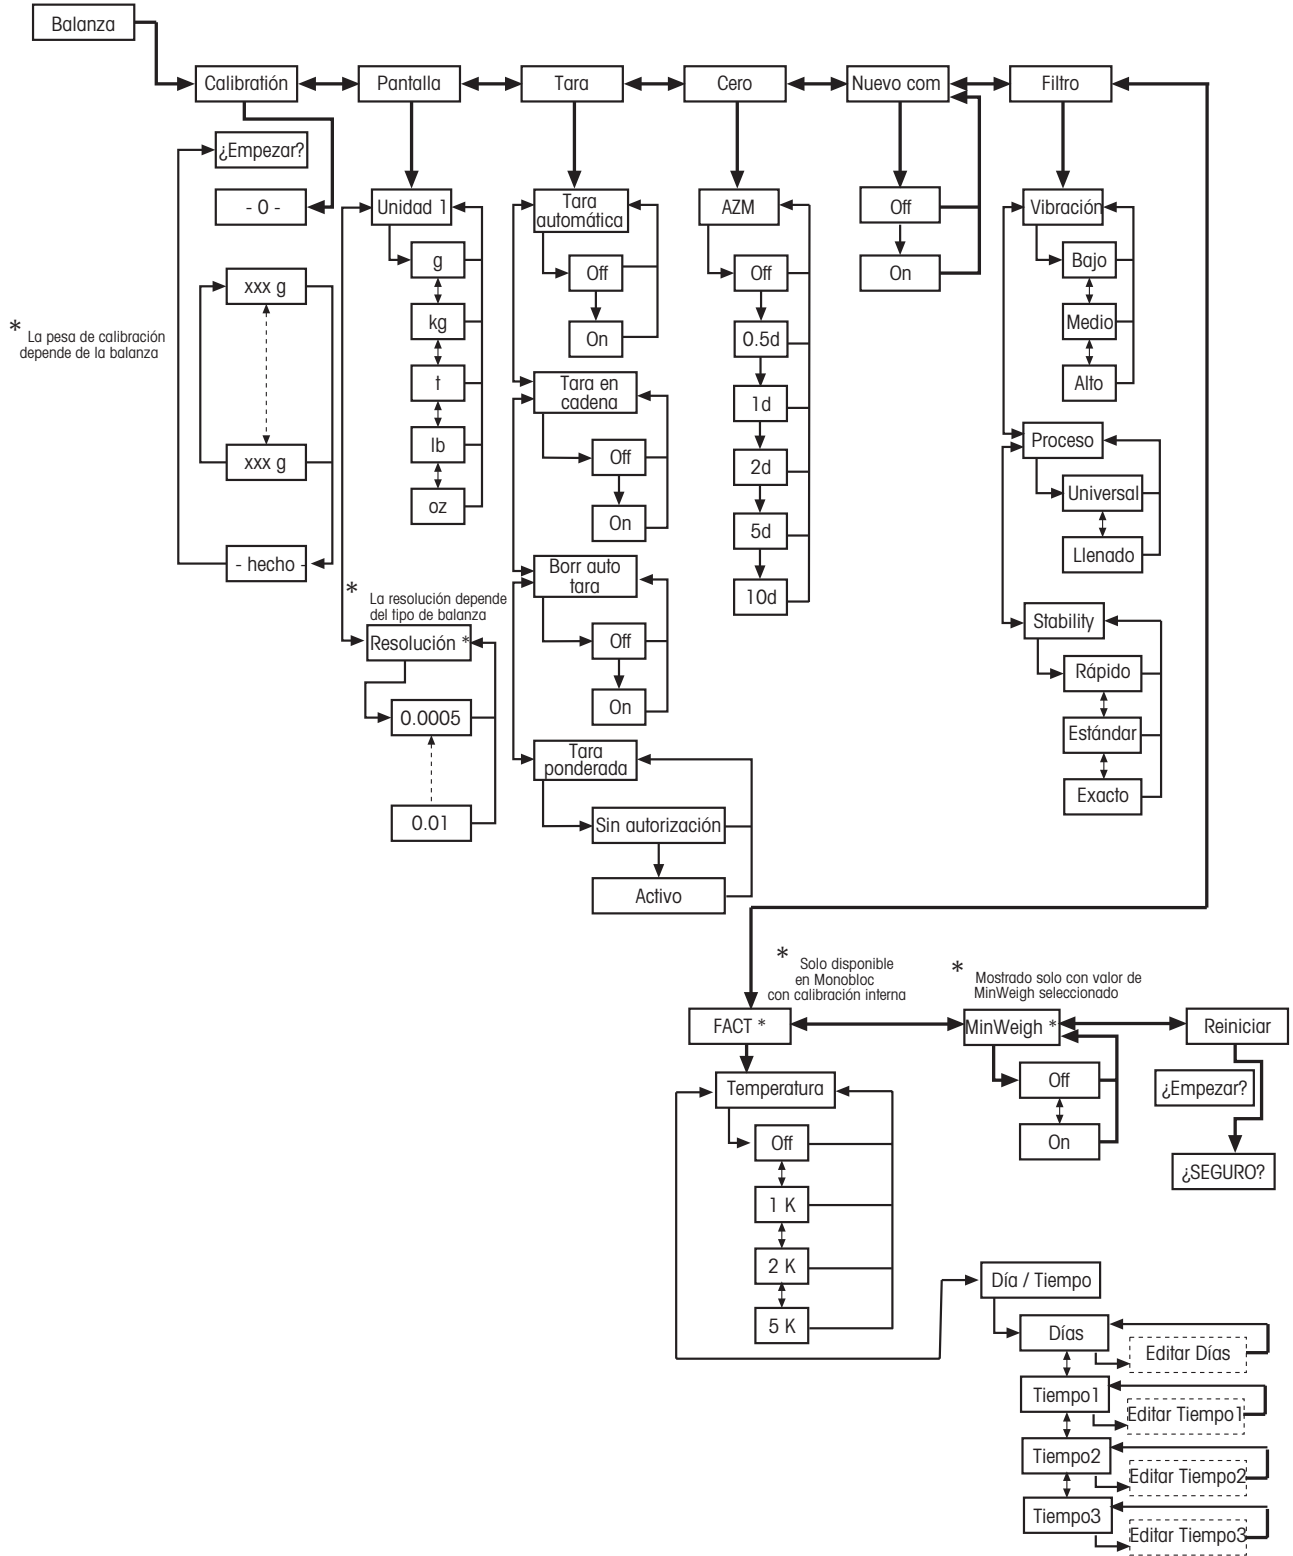 Balanza
Calibratión
Pantalla
Tara
Cero
Nuevo com
Filtro
¿Empezar?
- 0 -
xxx g
* La pesa de calibración
depende de la balanza
xxx g
- hecho -
Unidad 1
g
kg
t
lb
oz
* La resolución depende
del tipo de balanza
Resolución *
0.0005
0.01
Tara
automática
Off
On
Tara en
cadena
Off
On
Borr auto
tara
Off
On
Tara
ponderada
Sin autorización
Activo
AZM
Off
0.5d
1d
2d
5d
10d
Off
On
Vibración
Bajo
Medio
Alto
Proceso
Universal
Llenado
Stability
Rápido
Estándar
Exacto
* Solo disponible
en Monobloc
con calibración interna
* Mostrado solo con valor de
MinWeigh seleccionado
FACT *
MinWeigh *
Reiniciar
Temperatura
Off
1 K
2 K
5 K
Off
On
¿Empezar?
¿SEGURO?
Día / Tiempo
Días
Editar Días
Tiempo1
Editar Tiempo1
Tiempo2
Editar Tiempo2
Tiempo3
Editar Tiempo3